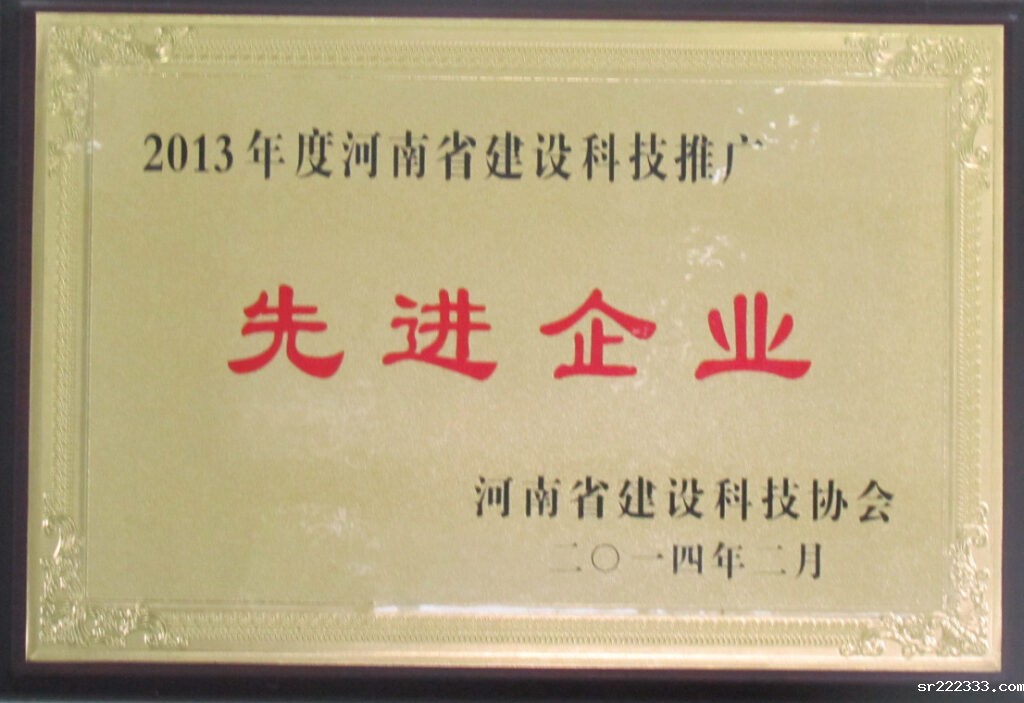 2013年度河南省建设科技推广
先进企业
河南省建设科技协会
二〇一四年二月
sr222333.com